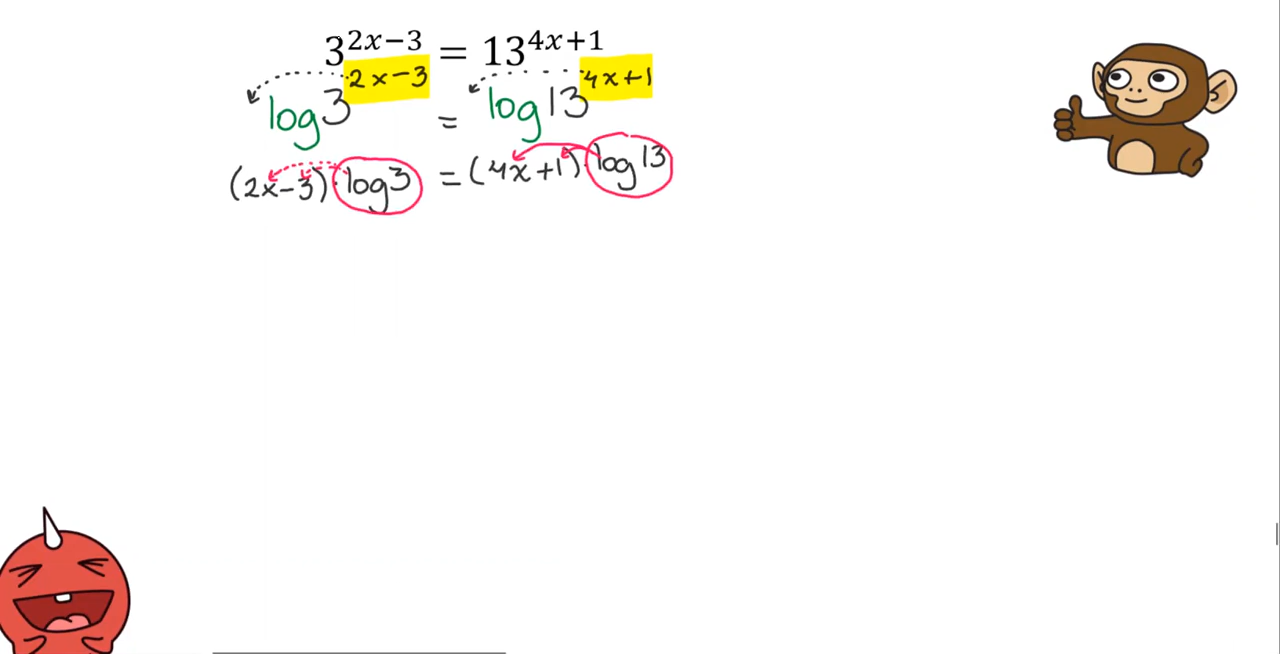 3^{2x−3} = 13^{4x+1}
log 3^{2x−3} = log 13^{4x+1}
(2x−3) · log 3 = (4x+1) · log 13